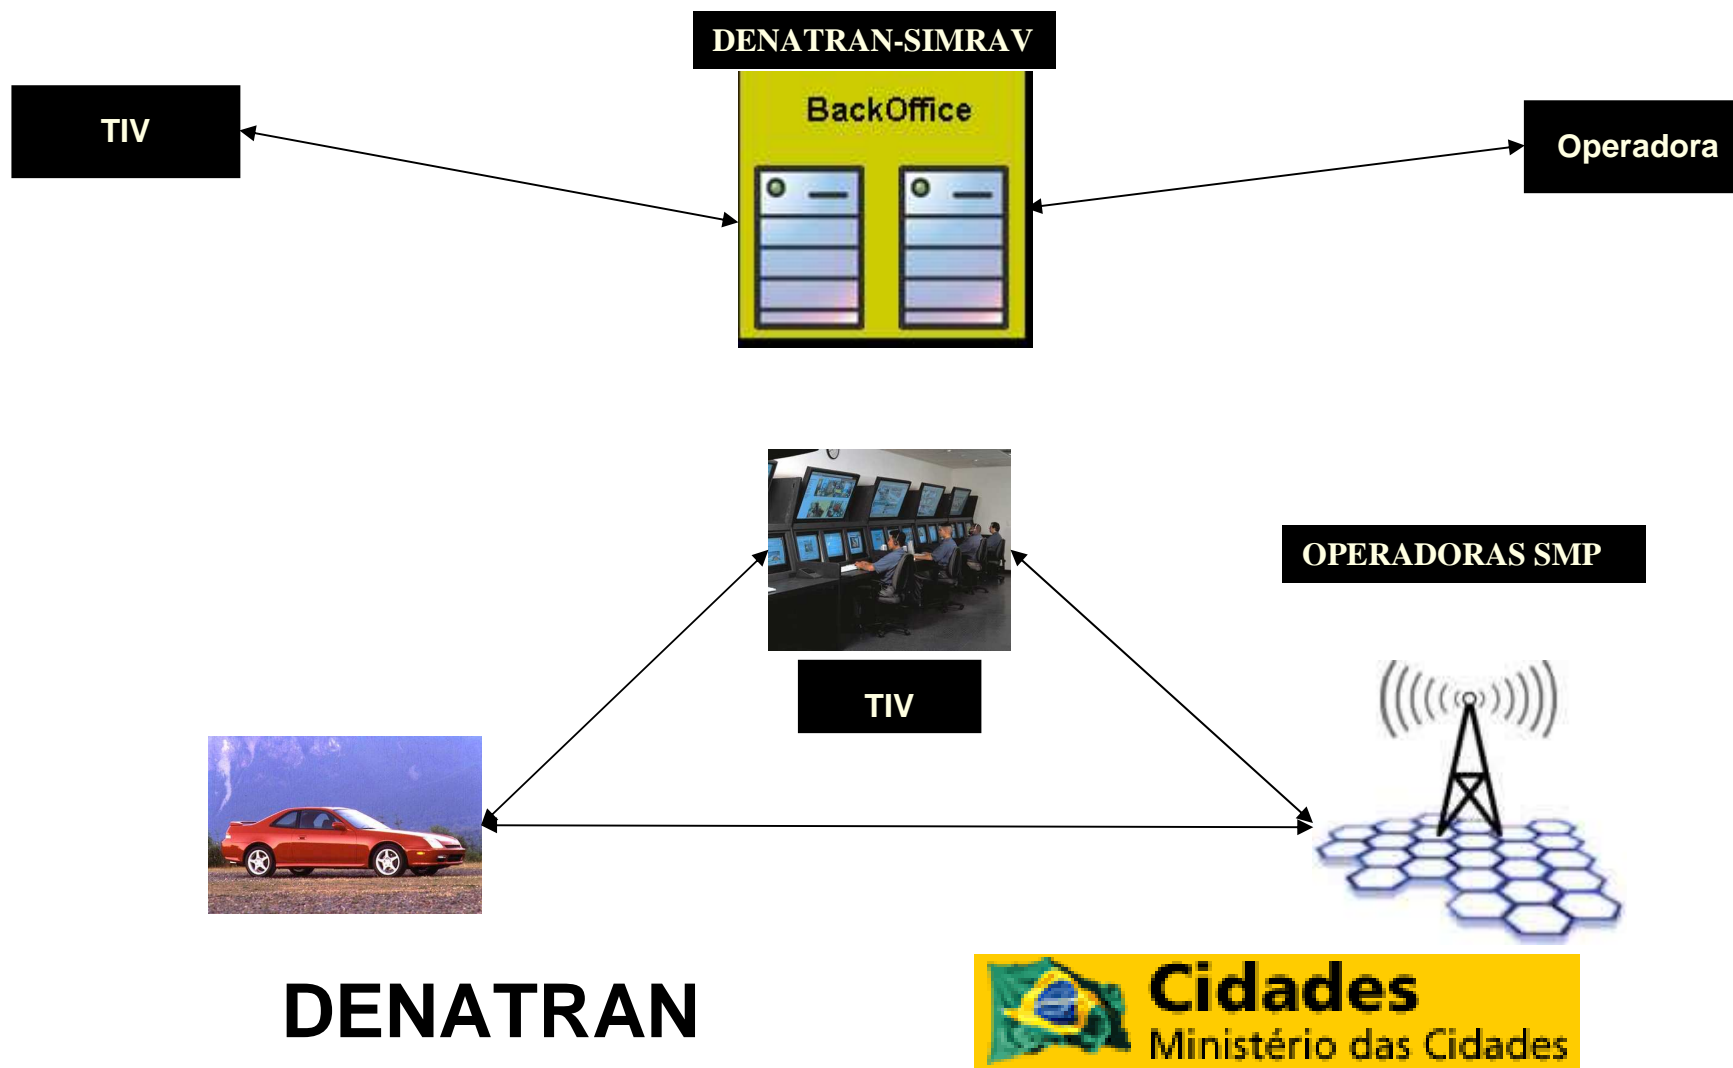 DENATRAN-SIMRAV
BackOffice
TIV
Operadora
OPERADORAS SMP
TIV
DENATRAN
Cidades
Ministério das Cidades